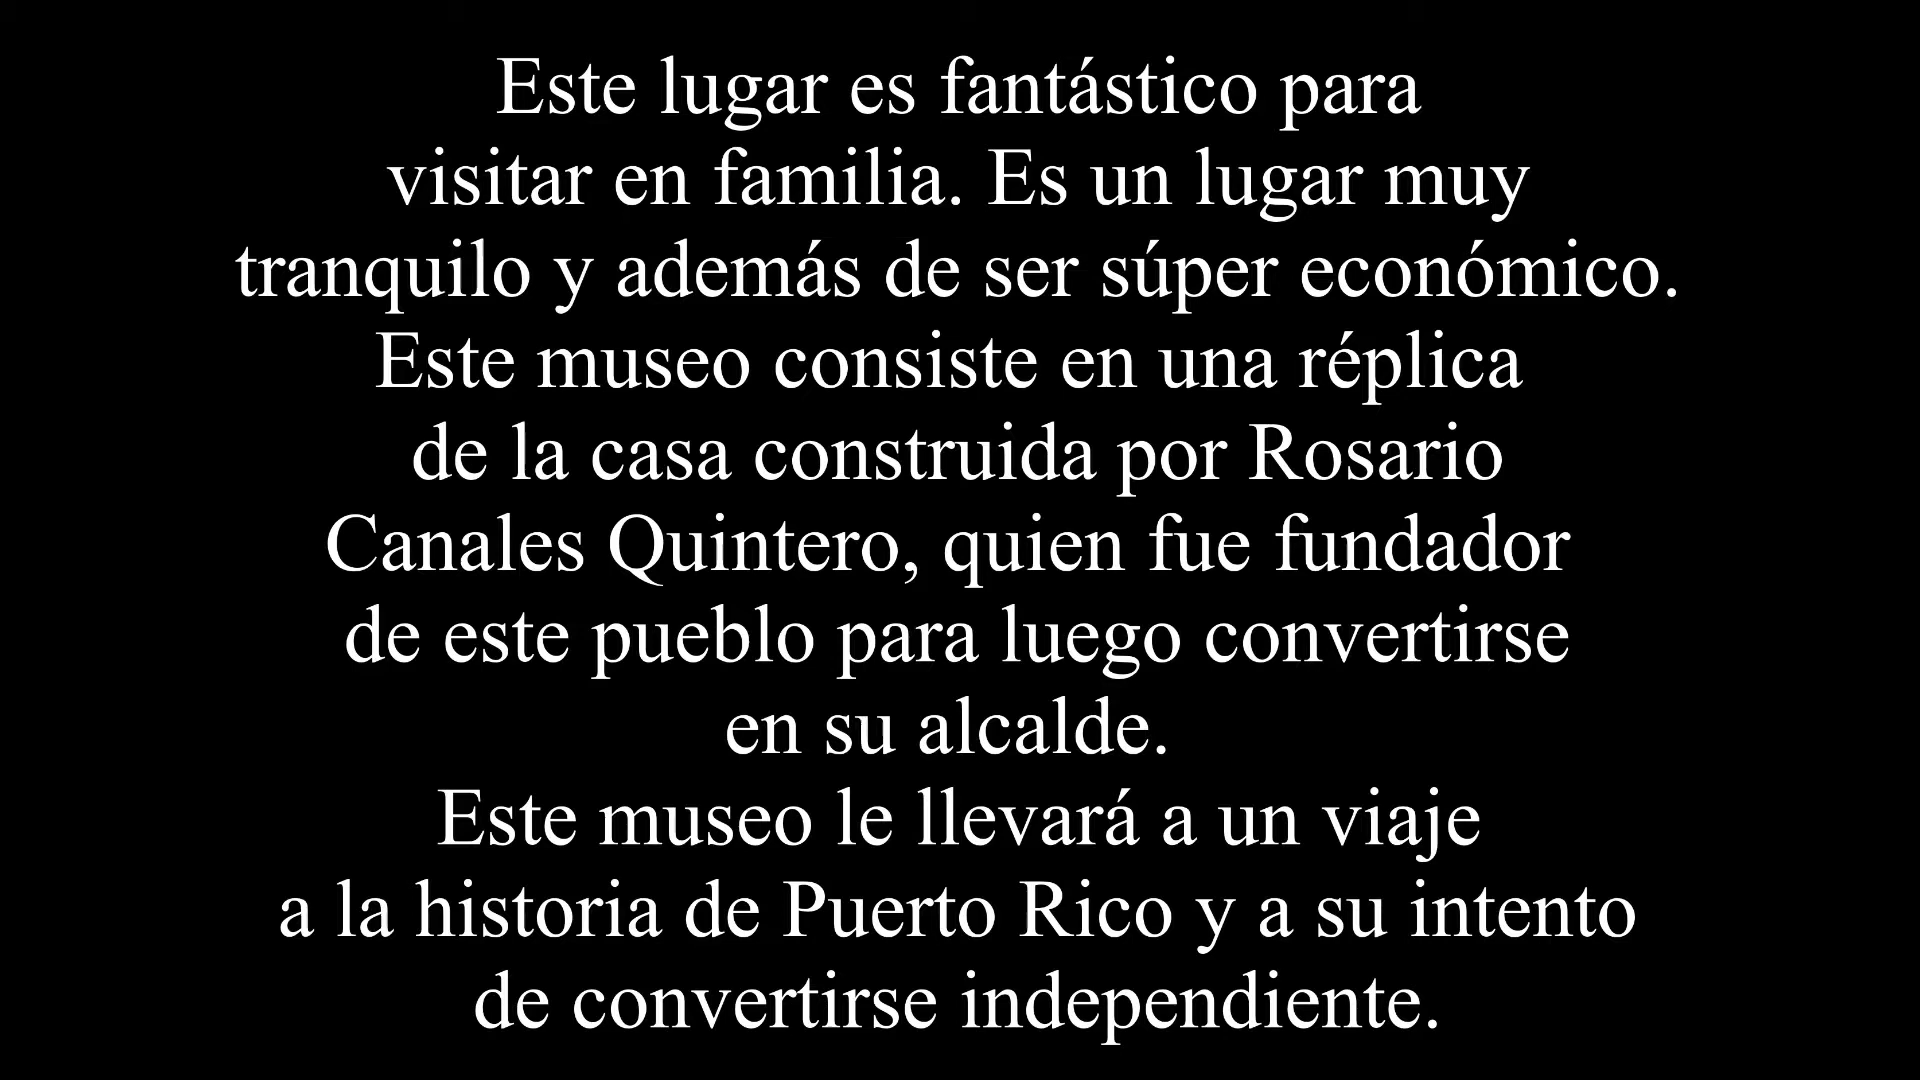 Este lugar es fantástico para
visitar en familia. Es un lugar muy
tranquilo y además de ser súper económico.
Este museo consiste en una réplica
de la casa construida por Rosario
Canales Quintero, quien fue fundador
de este pueblo para luego convertirse
en su alcalde.
Este museo le llevará a un viaje
a la historia de Puerto Rico y a su intento
de convertirse independiente.